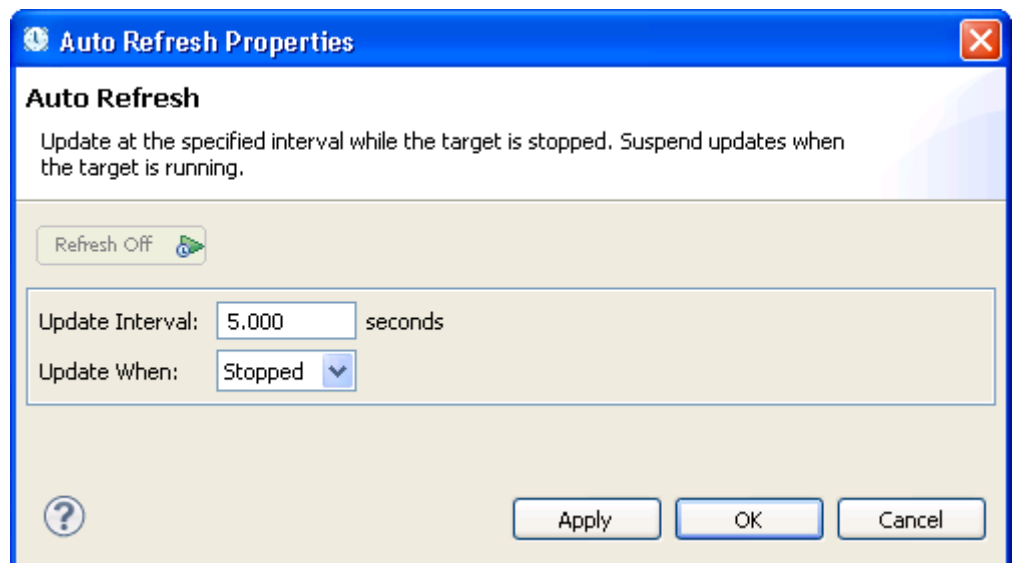 Auto Refresh Properties
Auto Refresh
Update at the specified interval while the target is stopped. Suspend updates when
the target is running.
Refresh Off
Update Interval: 5.000 seconds
Update When: Stopped
? Apply OK Cancel